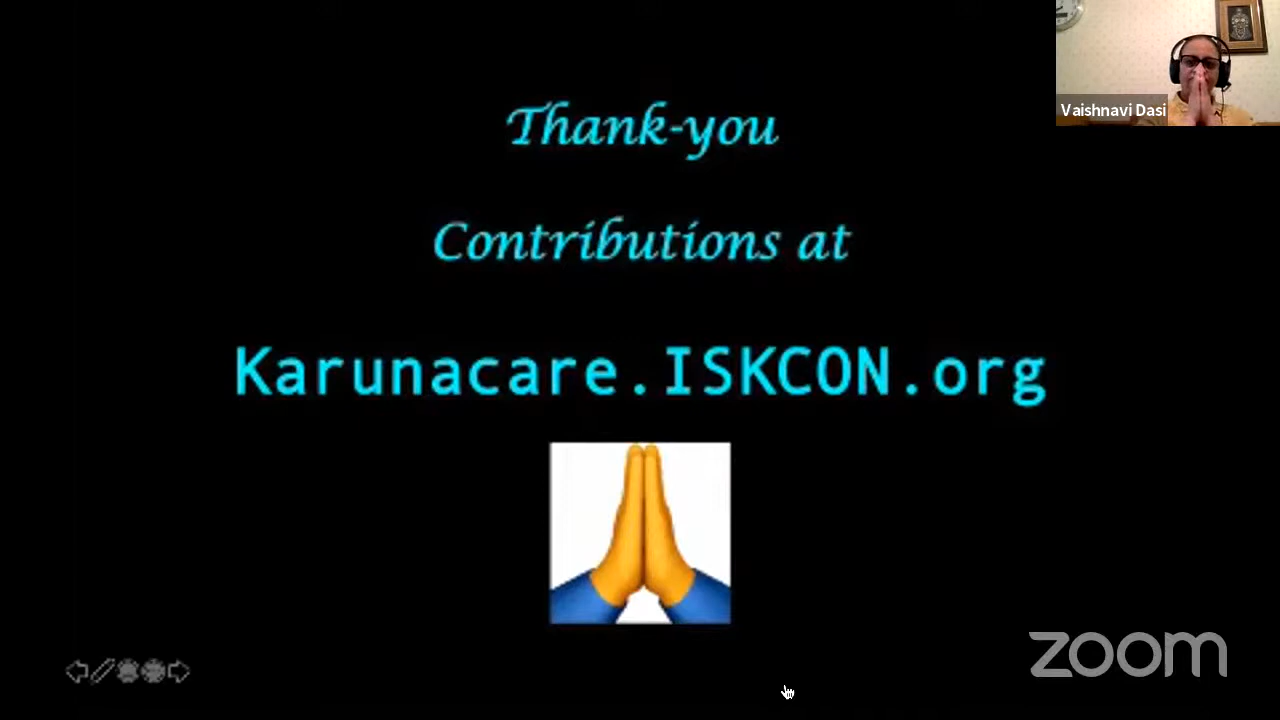 Vaishnavi Dasi
Thank-you
Contributions at
Karunacare.ISKCON.org
zoom